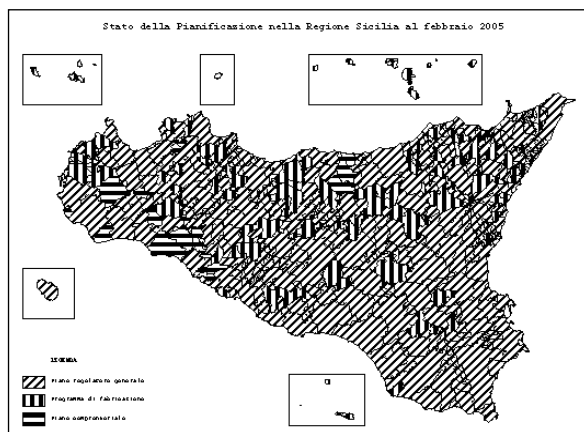 Stato della Pianificazione nella Regione Sicilia al febbraio 2005
LEGENDA
Piano regolatore generale
Programma di fabbricazione
Piano comprensoriale